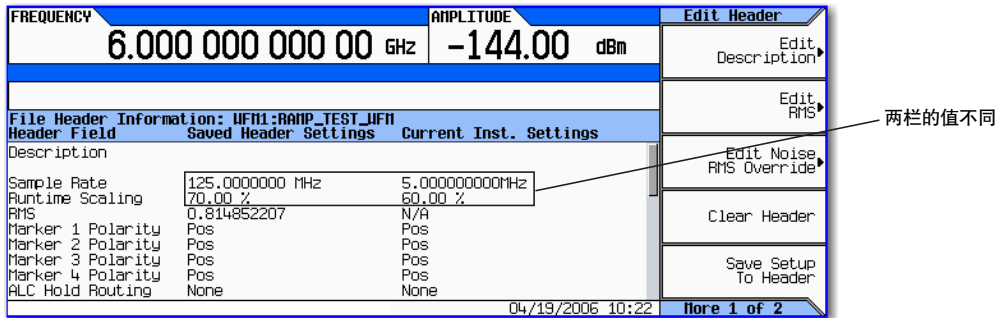 FREQUENCY AMPLITUDE
6.000 000 000 00 GHz -144.00 dBm
File Header Information: WFM1:RAMP_TEST_WFM
Header Field Saved Header Settings Current Inst. Settings
Description
Sample Rate 125.0000000 MHz 5.000000000MHz
Runtime Scaling 70.00 % 60.00 %
RMS 0.814852207 N/A
Marker 1 Polarity Pos Pos
Marker 2 Polarity Pos Pos
Marker 3 Polarity Pos Pos
Marker 4 Polarity Pos Pos
ALC Hold Routing None None
04/19/2006 10:22
Edit Header
Edit
Description
Edit
RMS
Edit Noise
RMS Override
Clear Header
Save Setup
To Header
More 1 of 2
两栏的值不同